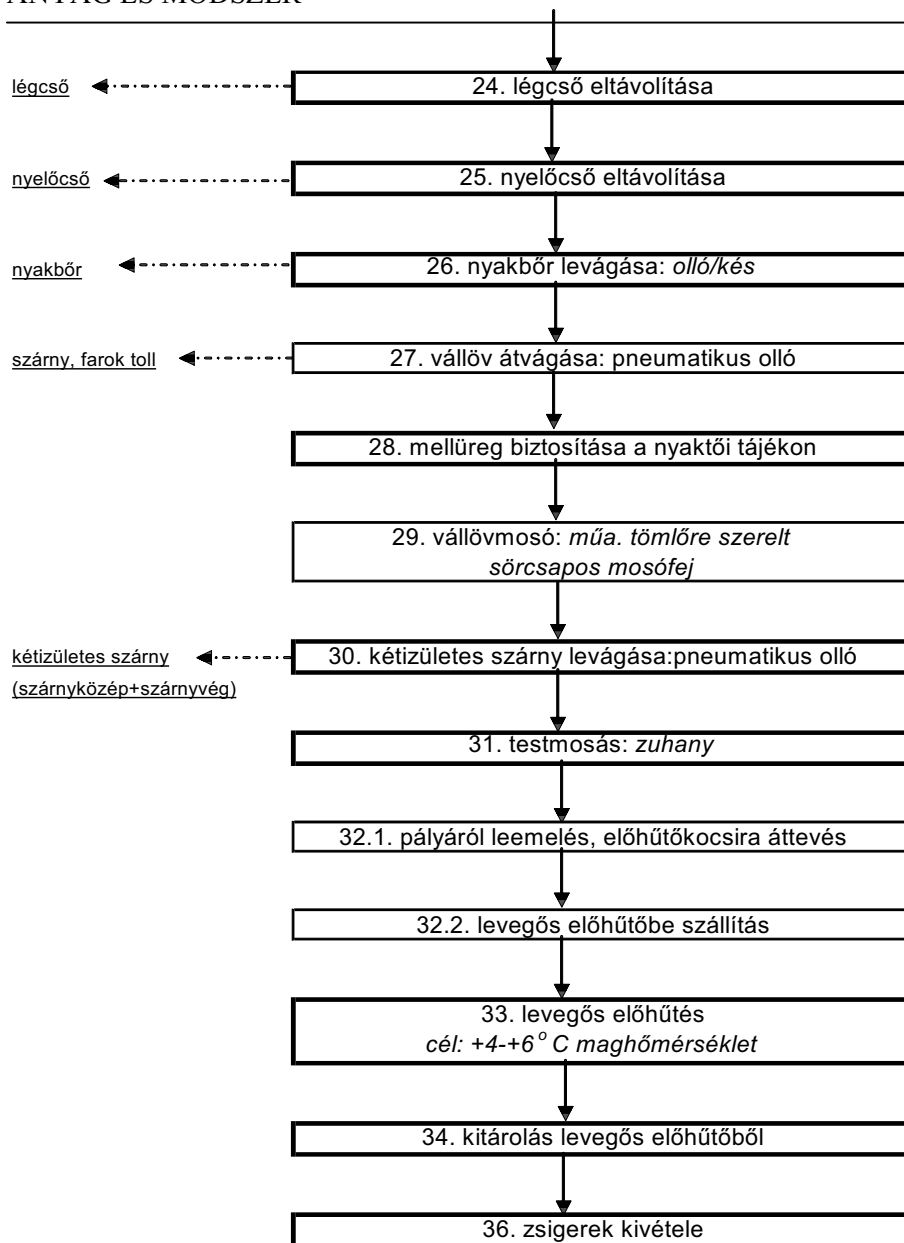 ANYAG ÉS MÓDSZER
légcső
24. légcső eltávolítása
nyelőcső
25. nyelőcső eltávolítása
nyakbőr
26. nyakbőr levágása: olló/kés
szárny, farok toll
27. vállöv átvágása: pneumatikus olló
28. mellüreg biztosítása a nyaktői tájékon
29. vállövmosó: műa. tömlőre szerelt
sörcsapos mosófej
kétizületes szárny
(szárnyközép+szárnyvég)
30. kétizületes szárny levágása:pneumatikus olló
31. testmosás: zuhany
32.1. pályáról leemelés, előhűtőkocsira áttevés
32.2. levegős előhűtőbe szállítás
33. levegős előhűtés
cél: +4-+6° C maghőmérséklet
34. kitárolás levegős előhűtőből
36. zsigerek kivétele